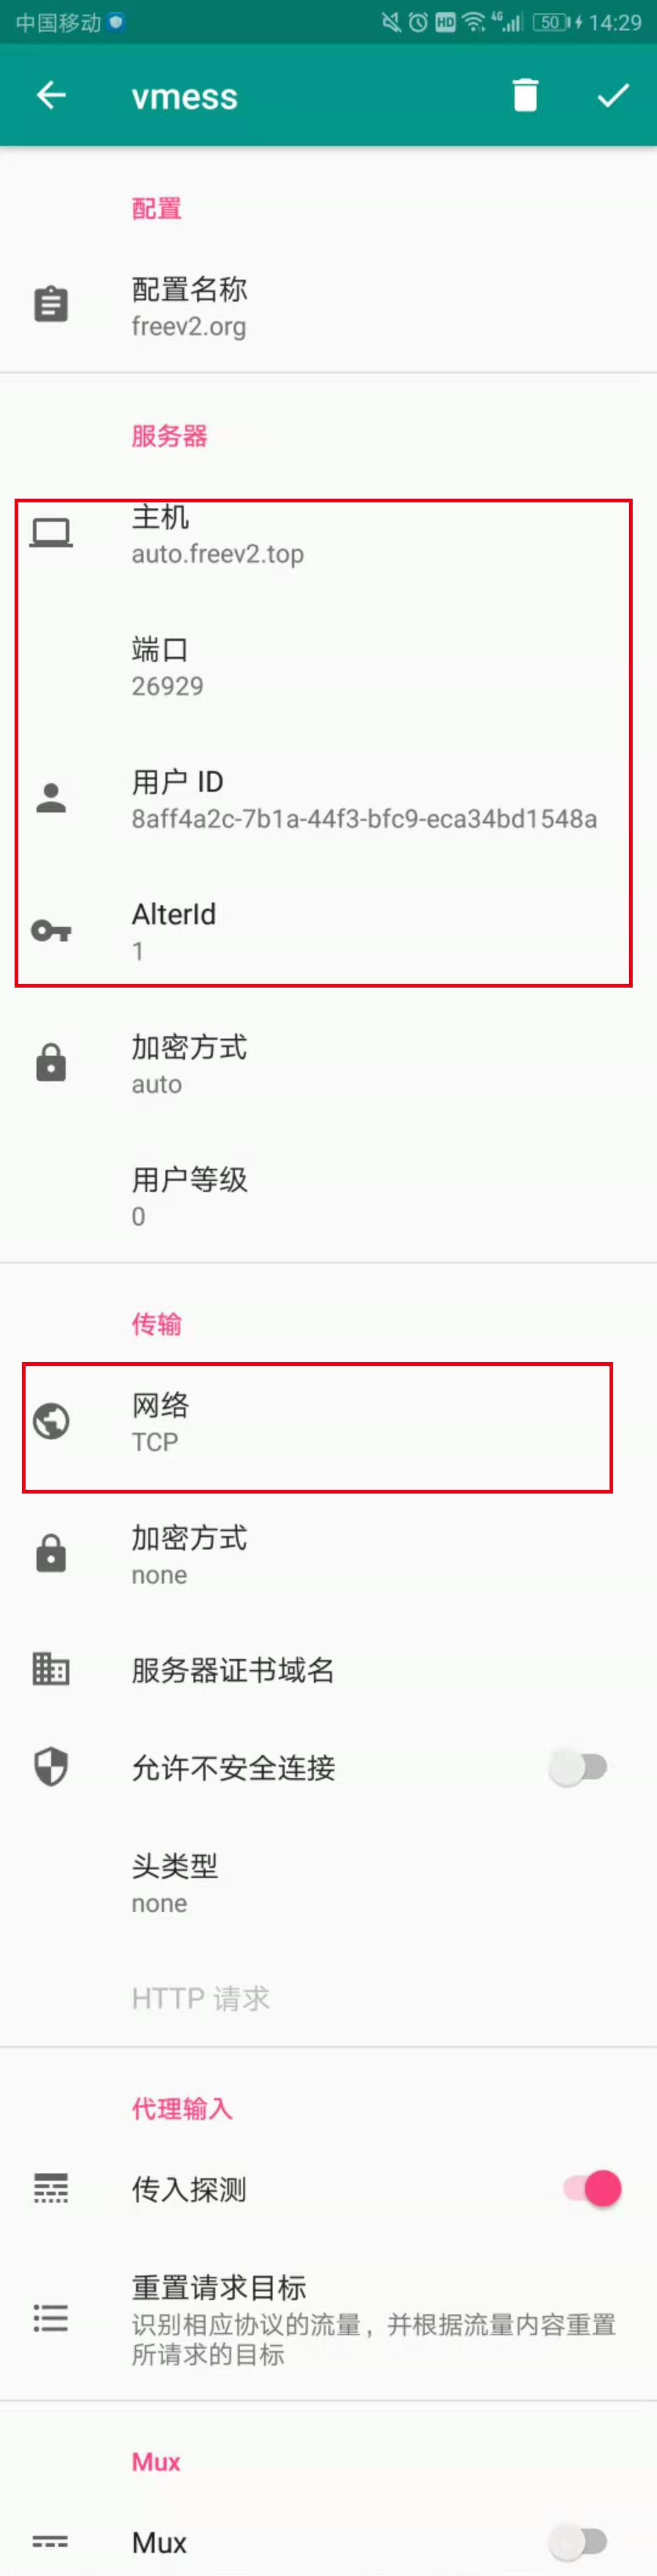 中国移动 HD 4G 50 14:29
vmess
配置
配置名称
freev2.org
服务器
主机
auto.freev2.top
端口
26929
用户 ID
8aff4a2c-7b1a-44f3-bfc9-eca34bd1548a
AlterId
1
加密方式
auto
用户等级
0
传输
网络
TCP
加密方式
none
服务器证书域名
允许不安全连接
头类型
none
HTTP 请求
代理输入
传入探测
重置请求目标
识别相应协议的流量，并根据流量内容重置
所请求的目标
Mux
Mux